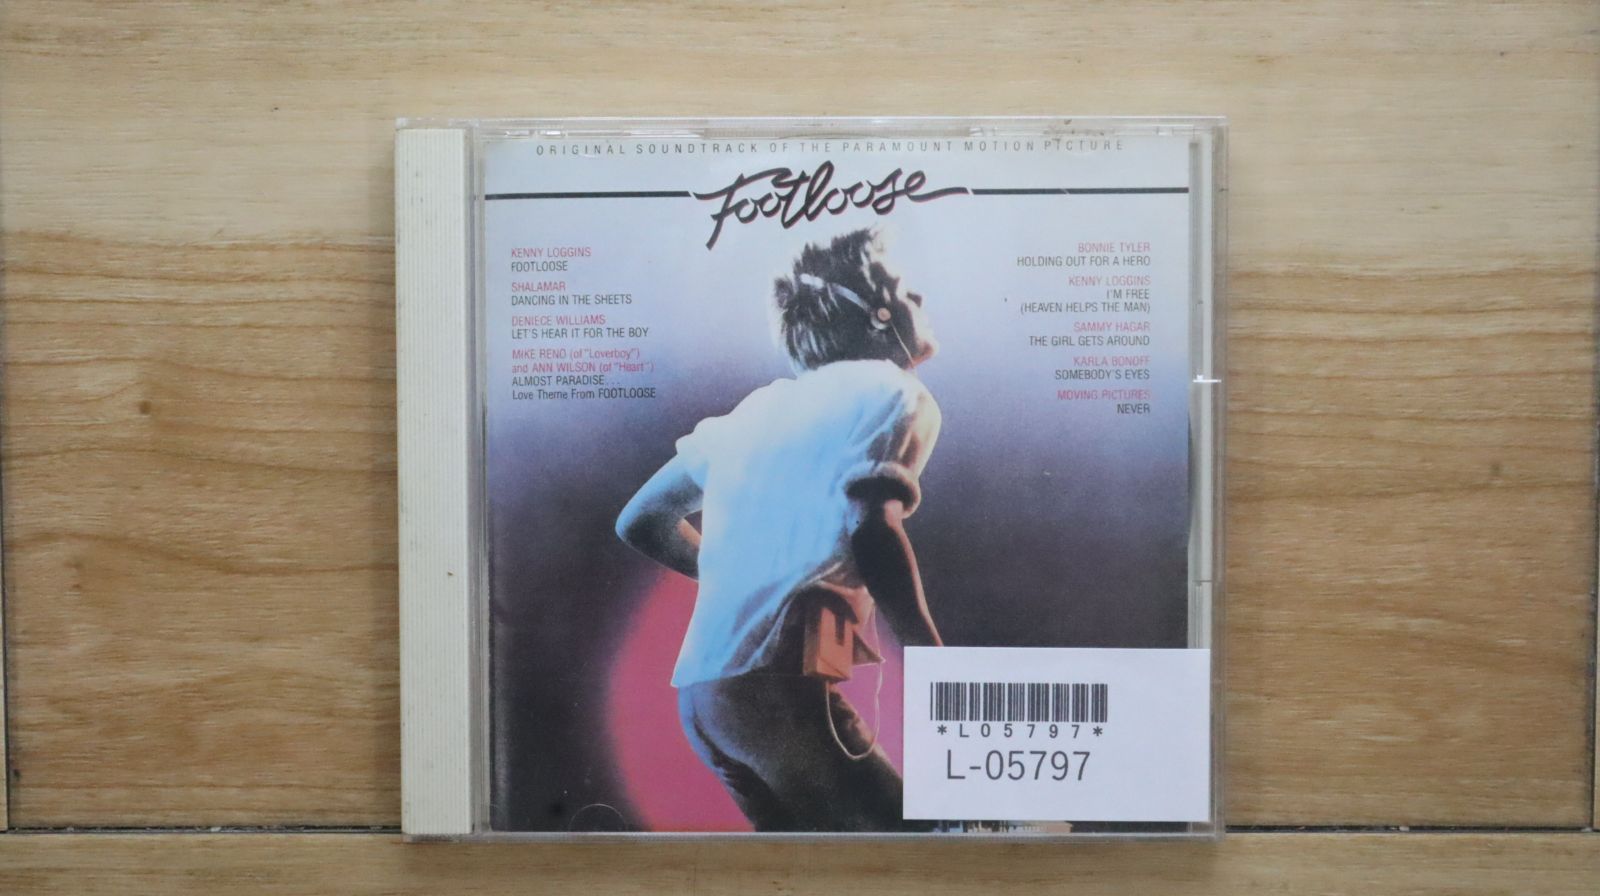 ORIGINAL SOUNDTRACK OF THE PARAMOUNT MOTION PICTURE
Footloose
KENNY LOGGINS
FOOTLOOSE
SHALAMAR
DANCING IN THE SHEETS
DENIECE WILLIAMS
LET'S HEAR IT FOR THE BOY
MIKE RENO (of "Loverboy")
and ANN WILSON (of "Heart")
ALMOST PARADISE...
Love Theme From FOOTLOOSE
BONNIE TYLER
HOLDING OUT FOR A HERO
KENNY LOGGINS
I'M FREE
(HEAVEN HELPS THE MAN)
SAMMY HAGAR
THE GIRL GETS AROUND
KARLA BONOFF
SOMEBODY'S EYES
MOVING PICTURES
NEVER
*L05797*
L-05797